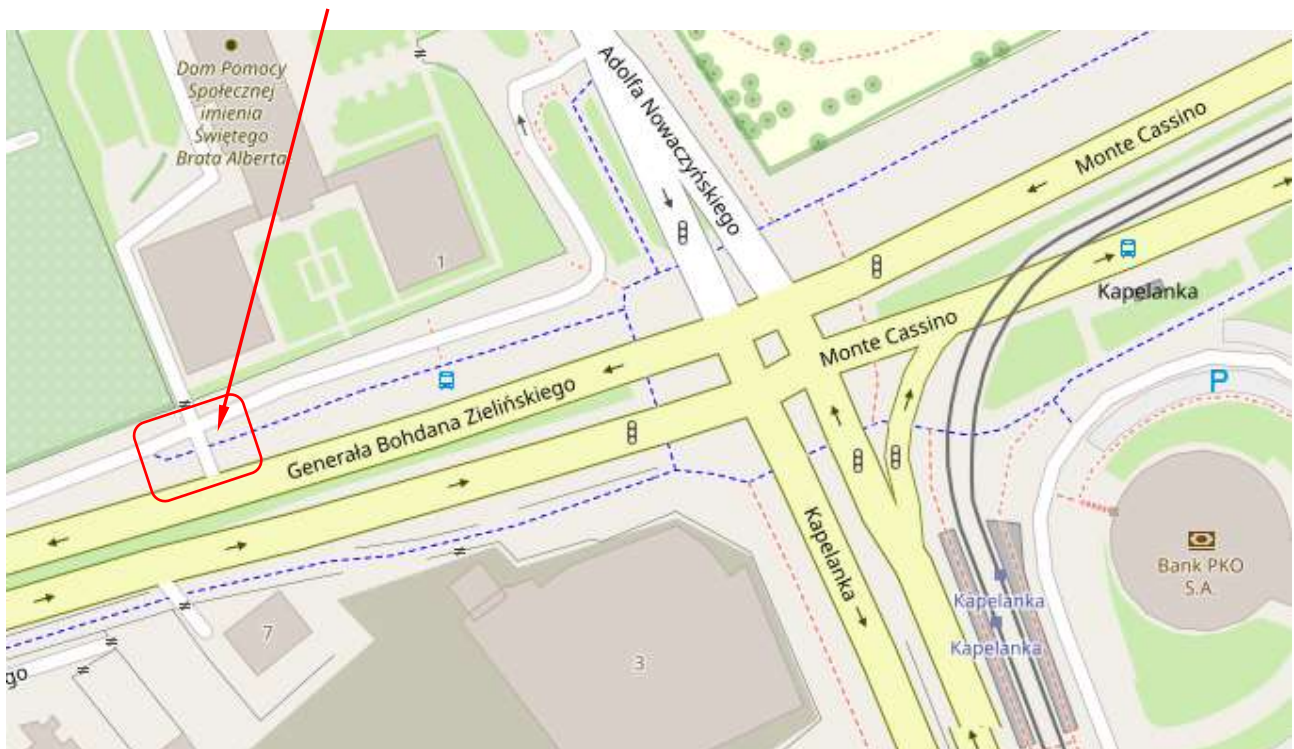 Dom Pomocy
Społecznej
imienia
Świętego
Brata Alberta
1
Adolfa Nowaczyńskiego
Monte Cassino
Kapelanka
Monte Cassino
Generała Bohdana Zielińskiego
P
Kapelanka
Bank PKO
S.A.
Kapelanka
Kapelanka
7
3
go